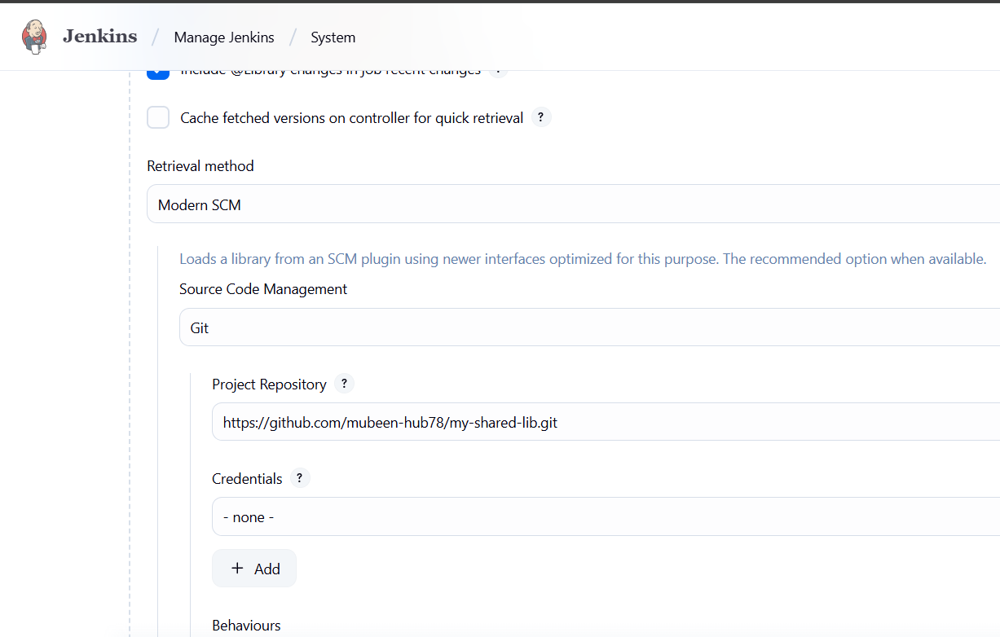 Jenkins / Manage Jenkins / System
Include @Library changes in job recent changes ?
Cache fetched versions on controller for quick retrieval ?
Retrieval method
Modern SCM
Loads a library from an SCM plugin using newer interfaces optimized for this purpose. The recommended option when available.
Source Code Management
Git
Project Repository ?
https://github.com/mubeen-hub78/my-shared-lib.git
Credentials ?
- none -
+ Add
Behaviours